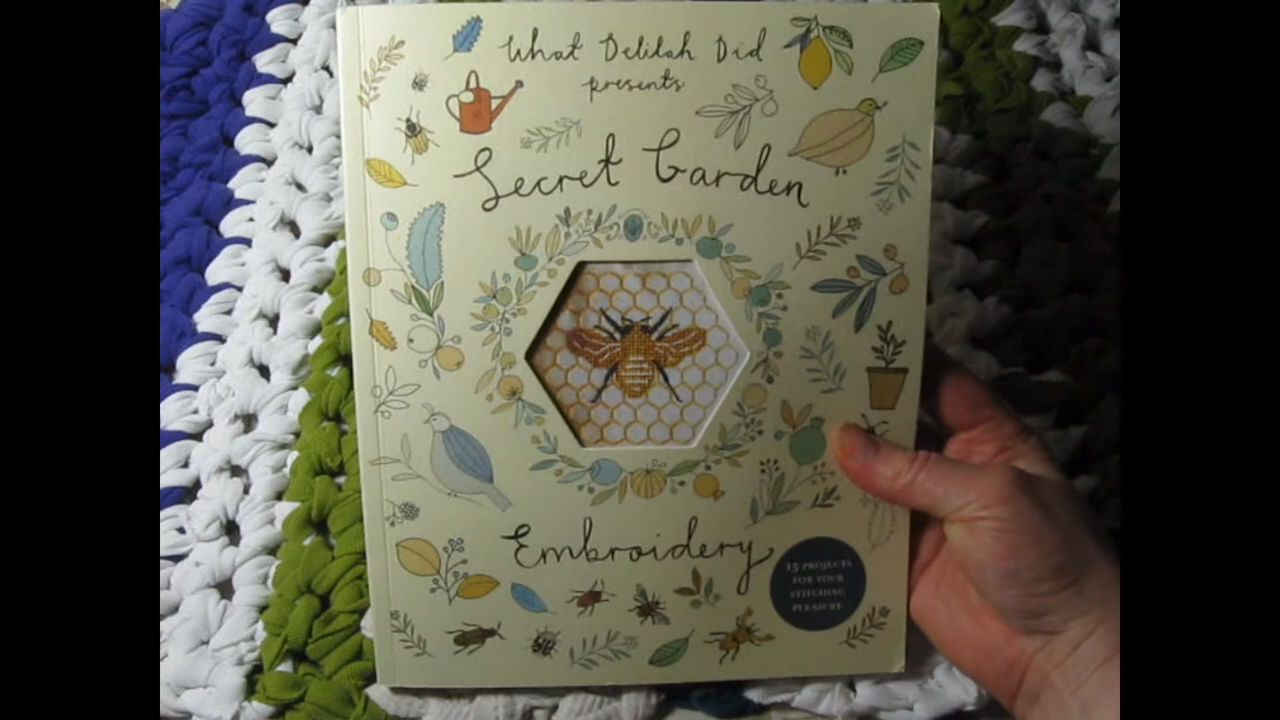 What Delilah Did
presents
Secret Garden
Embroidery
15 PROJECTS
FOR YOUR
STITCHING
PLEASURE